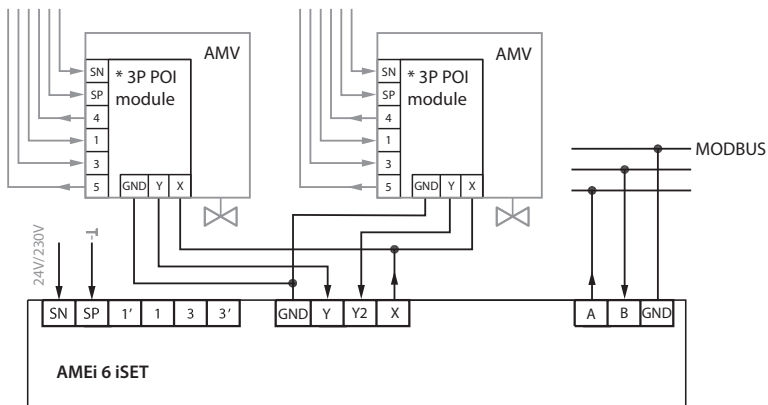 AMV
SN
* 3P POI
module
SP
4
1
3
5
GND Y X
AMV
SN
* 3P POI
module
SP
4
1
3
5
GND Y X
MODBUS
24V/230V
SN SP 1' 1 3 3'
GND Y Y2 X
A B GND
AMEi 6 iSET